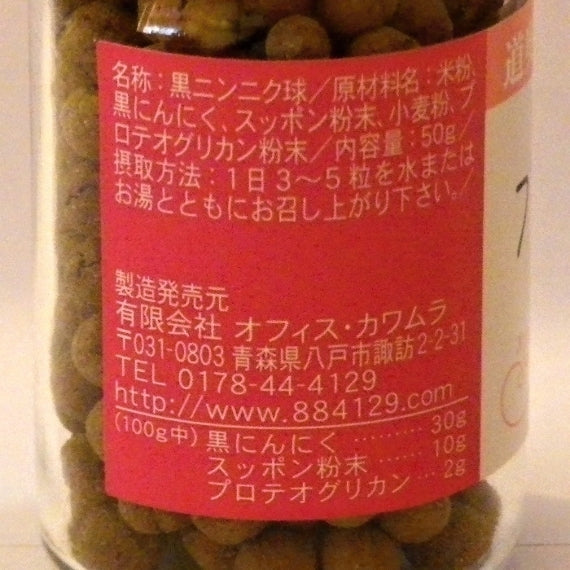 名称：黒ニンニク球／原材料名：米粉、
黒にんにく、スッポン粉末、小麦粉、プ
ロテオグリカン粉末／内容量：50g／
摂取方法：1日3〜5粒を水または
お湯とともにお召し上がり下さい。／
製造発売元
有限会社 オフィス・カワムラ
〒031-0803 青森県八戸市諏訪2-2-31
TEL 0178-44-4129
http://www.884129.com
(100g中) 黒にんにく ………… 30g
スッポン粉末 …… 10g
プロテオグリカン … 2g
道